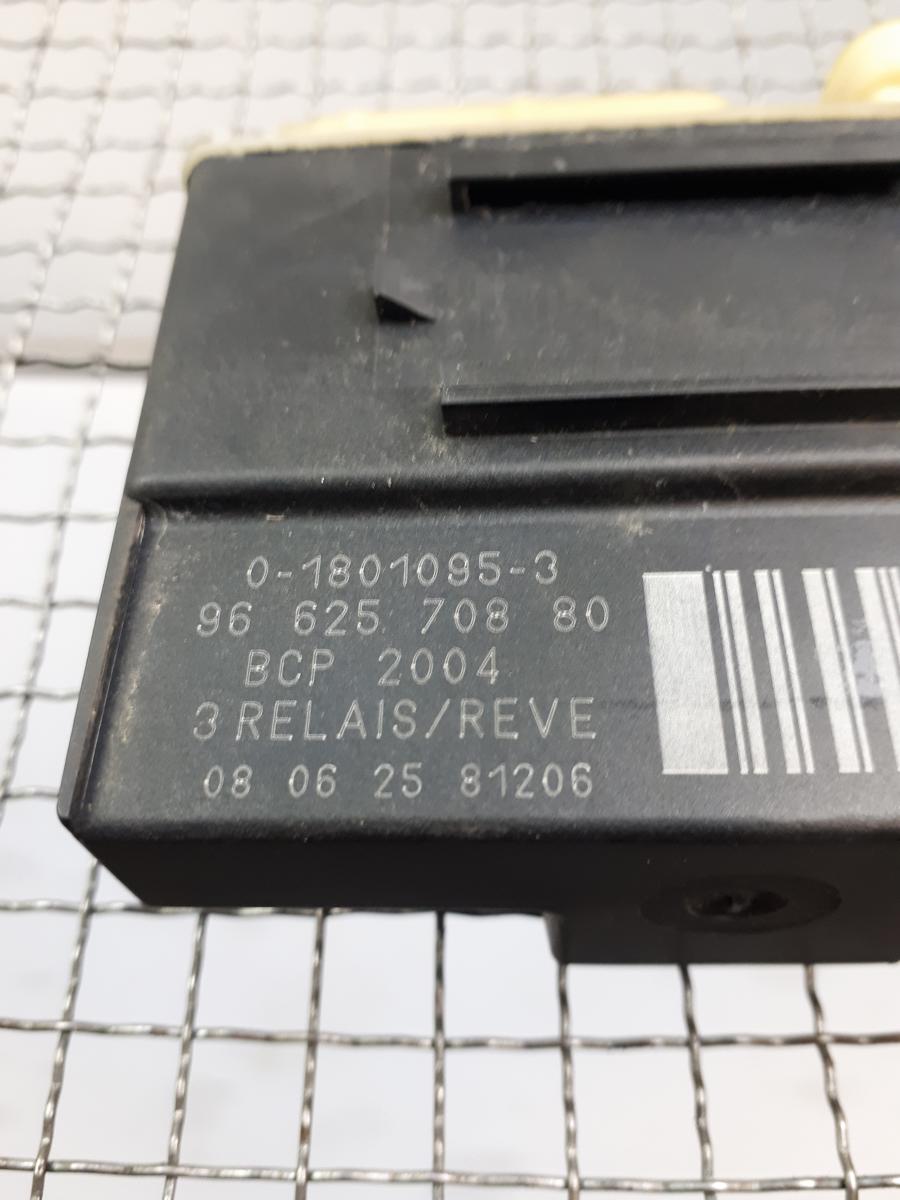 0-1801095-3
96 625 708 80
BCP 2004
3 RELAIS/REVE
08 06 25 81206